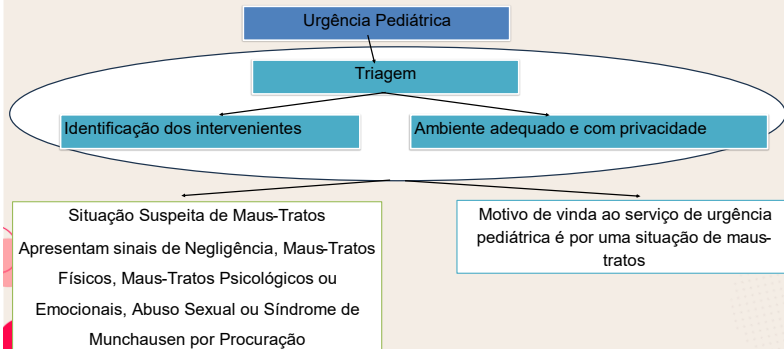 Urgência Pediátrica
Triagem
Identificação dos intervenientes
Ambiente adequado e com privacidade
Situação Suspeita de Maus-Tratos
Apresentam sinais de Negligência, Maus-Tratos
Físicos, Maus-Tratos Psicológicos ou
Emocionais, Abuso Sexual ou Síndrome de
Munchausen por Procuração
Motivo de vinda ao serviço de urgência
pediátrica é por uma situação de maus-
tratos